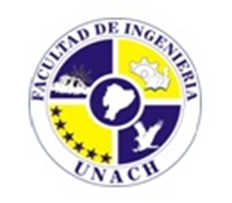 FACULTAD DE INGENIERIA
UNACH